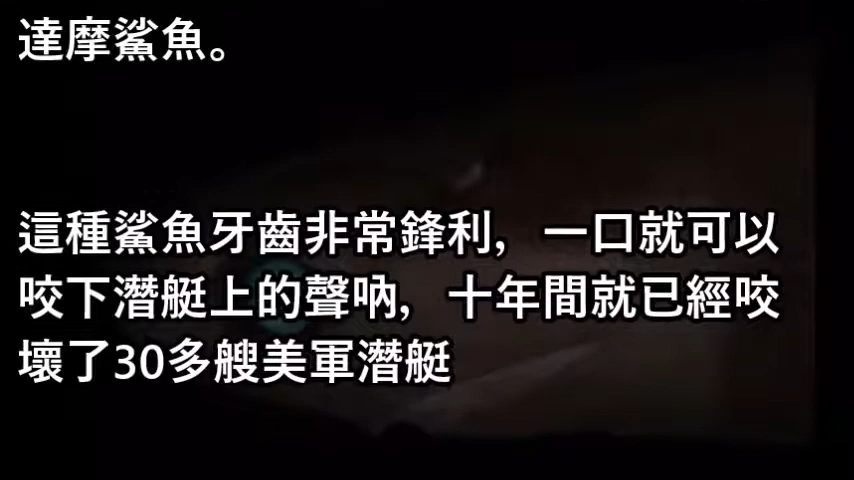 達摩鯊魚。
這種鯊魚牙齒非常鋒利，一口就可以
咬下潛艇上的聲吶，十年間就已經咬
壞了30多艘美軍潛艇